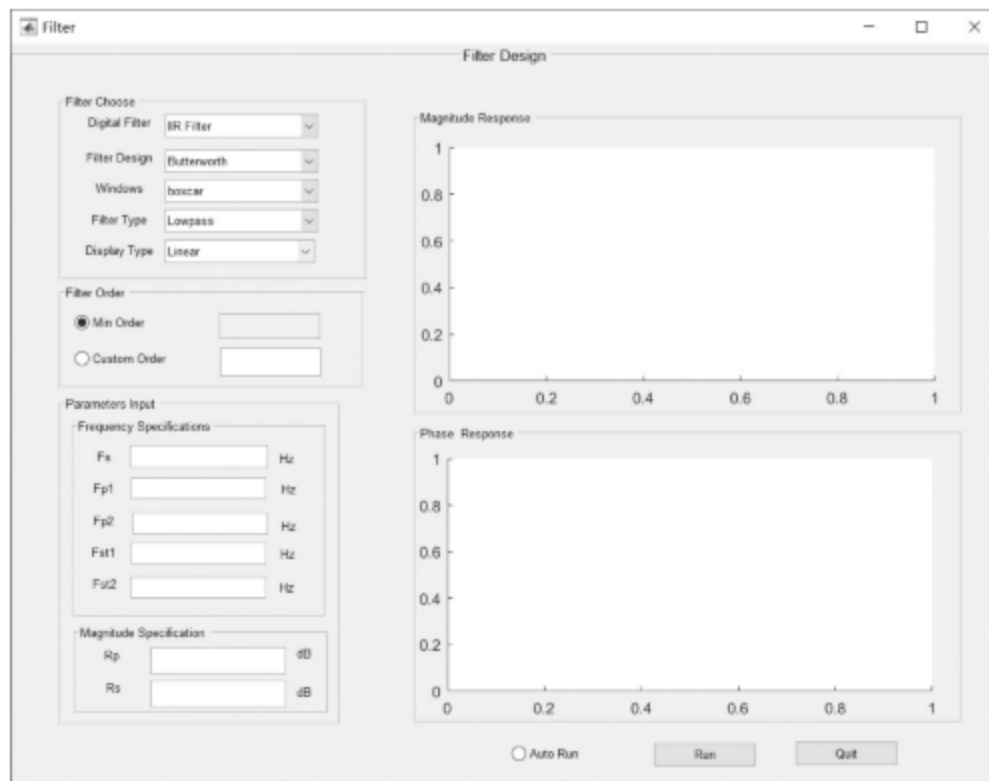 Filter
Filter Design
Filter Choose
Digital Filter IIR Filter
Filter Design Butterworth
Windows boxcar
Filter Type Lowpass
Display Type Linear
Filter Order
Min Order
Custom Order
Parameters Input
Frequency Specifications
Fs Hz
Fp1 Hz
Fp2 Hz
Fst1 Hz
Fst2 Hz
Magnitude Specification
Rp dB
Rs dB
Magnitude Response
1
0.8
0.6
0.4
0.2
0
0 0.2 0.4 0.6 0.8 1
Phase Response
1
0.8
0.6
0.4
0.2
0
0 0.2 0.4 0.6 0.8 1
Auto Run Run Quit